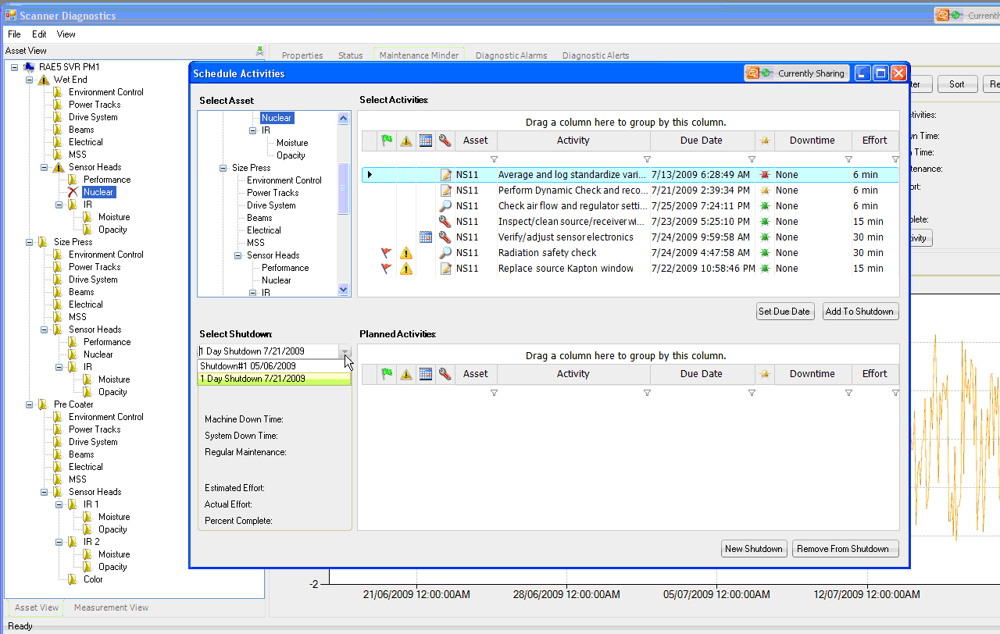 Scanner Diagnostics
File Edit View
Asset View
RAE5 SVR PM1
Wet End
Environment Control
Power Tracks
Drive System
Beams
Electrical
MSS
Sensor Heads
Performance
Nuclear
IR
Moisture
Opacity
Size Press
Environment Control
Power Tracks
Drive System
Beams
Electrical
MSS
Sensor Heads
Performance
Nuclear
IR
Moisture
Opacity
Pre Coater
Environment Control
Power Tracks
Drive System
Beams
Electrical
MSS
Sensor Heads
IR 1
Moisture
Opacity
IR 2
Moisture
Opacity
Color
Asset View Measurement View
Ready
Properties Status Maintenance Minder Diagnostic Alarms Diagnostic Alerts
Schedule Activities
Currently Sharing
Select Asset:
Nuclear
IR
Moisture
Opacity
Size Press
Environment Control
Power Tracks
Drive System
Beams
Electrical
MSS
Sensor Heads
Performance
Nuclear
IR
Select Activities:
Drag a column here to group by this column.
Asset Activity Due Date Downtime Effort
NS11 Average and log standardize vari... 7/13/2009 6:28:49 AM None 6 min
NS11 Perform Dynamic Check and reco... 7/21/2009 2:39:34 PM None 6 min
NS11 Check air flow and regulator setti... 7/25/2009 7:24:11 PM None 6 min
NS11 Inspect/clean source/receiver wi... 7/23/2009 5:25:10 PM None 15 min
NS11 Verify/adjust sensor electronics 7/24/2009 9:59:58 AM None 30 min
NS11 Radiation safety check 7/24/2009 4:47:58 AM None 30 min
NS11 Replace source Kapton window 7/22/2009 10:58:46 PM None 15 min
Set Due Date Add To Shutdown
Select Shutdown:
1 Day Shutdown 7/21/2009
Shutdown#1 05/06/2009
1 Day Shutdown 7/21/2009
Machine Down Time:
System Down Time:
Regular Maintenance:
Estimated Effort:
Actual Effort:
Percent Complete:
Planned Activities:
Drag a column here to group by this column.
Asset Activity Due Date Downtime Effort
New Shutdown Remove From Shutdown
Sort
Time:
Time:
-2
21/06/2009 12:00:00AM 28/06/2009 12:00:00AM 05/07/2009 12:00:00AM 12/07/2009 12:00:00AM